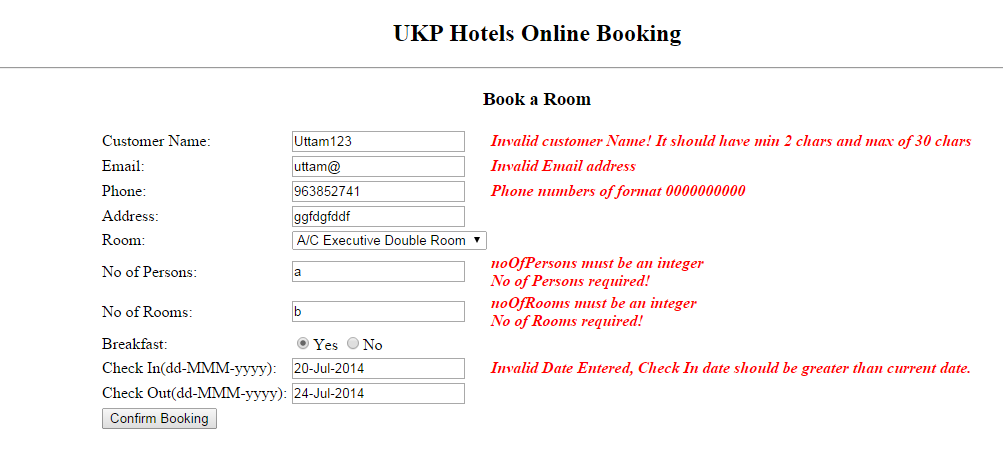 UKP Hotels Online Booking
Book a Room
Customer Name: Uttam123 Invalid customer Name! It should have min 2 chars and max of 30 chars
Email: uttam@ Invalid Email address
Phone: 963852741 Phone numbers of format 0000000000
Address: ggfdgfddf
Room: A/C Executive Double Room
No of Persons: a noOfPersons must be an integer
No of Persons required!
No of Rooms: b noOfRooms must be an integer
No of Rooms required!
Breakfast: Yes No
Check In(dd-MMM-yyyy): 20-Jul-2014 Invalid Date Entered, Check In date should be greater than current date.
Check Out(dd-MMM-yyyy): 24-Jul-2014
Confirm Booking